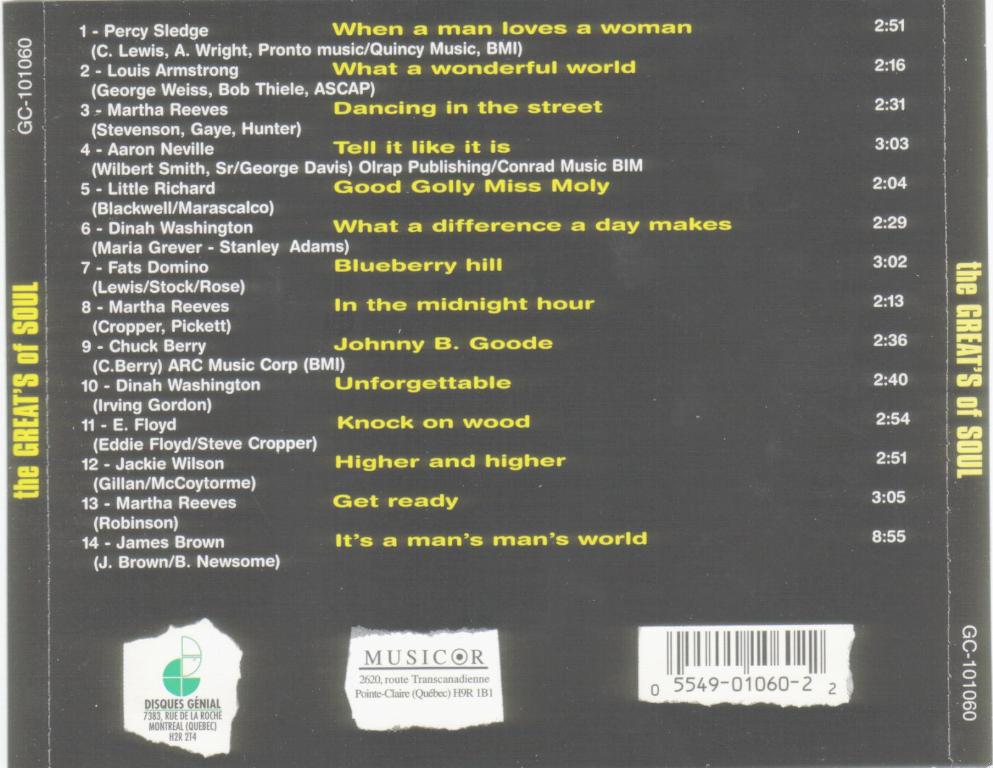 GC-101060
the GREAT'S of SOUL
1 - Percy Sledge When a man loves a woman 2:51
(C. Lewis, A. Wright, Pronto music/Quincy Music, BMI)
2 - Louis Armstrong What a wonderful world 2:16
(George Weiss, Bob Thiele, ASCAP)
3 - Martha Reeves Dancing in the street 2:31
(Stevenson, Gaye, Hunter)
4 - Aaron Neville Tell it like it is 3:03
(Wilbert Smith, Sr/George Davis) Olrap Publishing/Conrad Music BIM
5 - Little Richard Good Golly Miss Moly 2:04
(Blackwell/Marascalco)
6 - Dinah Washington What a difference a day makes 2:29
(Maria Grever - Stanley Adams)
7 - Fats Domino Blueberry hill 3:02
(Lewis/Stock/Rose)
8 - Martha Reeves In the midnight hour 2:13
(Cropper, Pickett)
9 - Chuck Berry Johnny B. Goode 2:36
(C.Berry) ARC Music Corp (BMI)
10 - Dinah Washington Unforgettable 2:40
(Irving Gordon)
11 - E. Floyd Knock on wood 2:54
(Eddie Floyd/Steve Cropper)
12 - Jackie Wilson Higher and higher 2:51
(Gillan/McCoytorme)
13 - Martha Reeves Get ready 3:05
(Robinson)
14 - James Brown It's a man's man's world 8:55
(J. Brown/B. Newsome)
the GREAT'S of SOUL
GC-101060
DISQUES GÉNIAL
7383, RUE DE LA ROCHE
MONTREAL (QUEBEC)
H2R 2T4
MUSICOR
2620, route Transcanadienne
Pointe-Claire (Québec) H9R 1B1
0 5549-01060-2 2